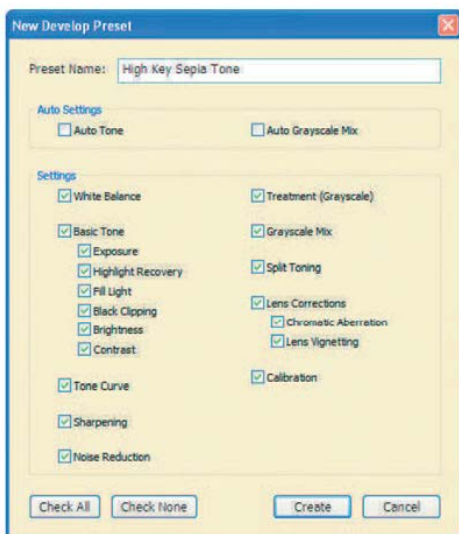 New Develop Preset
Preset Name: High Key Sepia Tone
Auto Settings
Auto Tone
Auto Grayscale Mix
Settings
White Balance
Basic Tone
Exposure
Highlight Recovery
Fill Light
Black Clipping
Brightness
Contrast
Tone Curve
Sharpening
Noise Reduction
Treatment (Grayscale)
Grayscale Mix
Split Toning
Lens Corrections
Chromatic Aberration
Lens Vignetting
Calibration
Check All
Check None
Create
Cancel